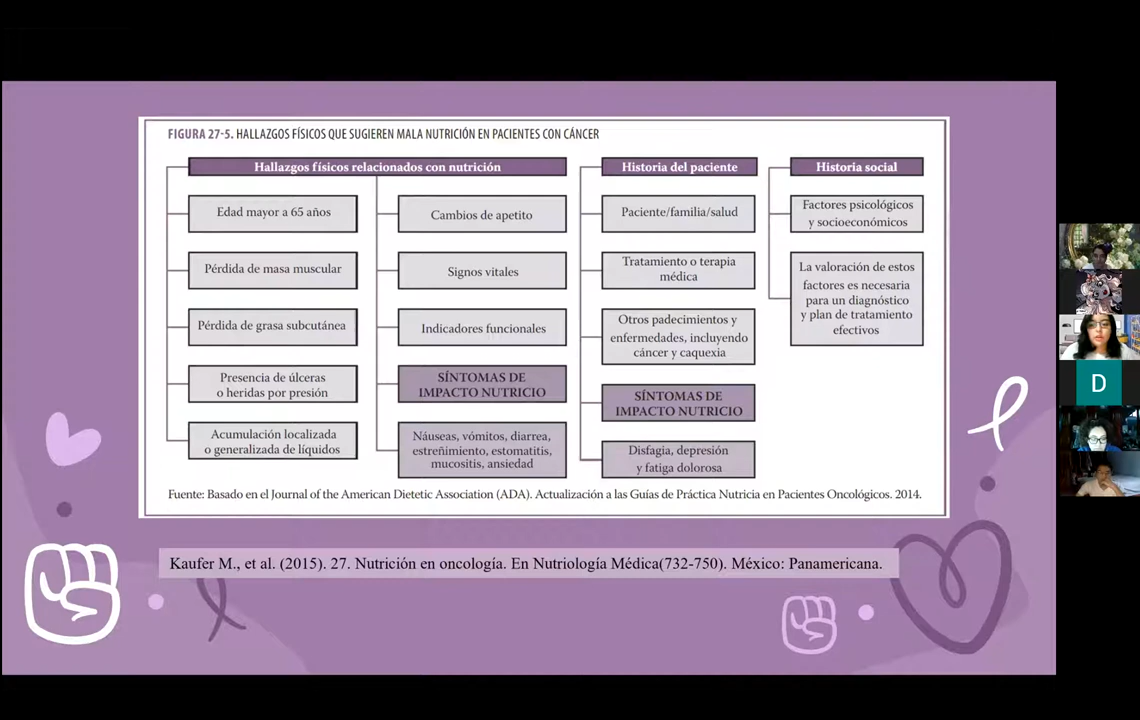 FIGURA 27-5. HALLAZGOS FÍSICOS QUE SUGIEREN MALA NUTRICIÓN EN PACIENTES CON CÁNCER
Hallazgos físicos relacionados con nutrición
Edad mayor a 65 años
Pérdida de masa muscular
Pérdida de grasa subcutánea
Presencia de úlceras
o heridas por presión
Acumulación localizada
o generalizada de líquidos
Cambios de apetito
Signos vitales
Indicadores funcionales
SÍNTOMAS DE
IMPACTO NUTRICIO
Náuseas, vómitos, diarrea,
estreñimiento, estomatitis,
mucositis, ansiedad
Historia del paciente
Paciente/familia/salud
Tratamiento o terapia
médica
Otros padecimientos y
enfermedades, incluyendo
cáncer y caquexia
SÍNTOMAS DE
IMPACTO NUTRICIO
Disfagia, depresión
y fatiga dolorosa
Historia social
Factores psicológicos
y socioeconómicos
La valoración de estos
factores es necesaria
para un diagnóstico
y plan de tratamiento
efectivos
Fuente: Basado en el Journal of the American Dietetic Association (ADA). Actualización a las Guías de Práctica Nutricia en Pacientes Oncológicos. 2014.
Kaufer M., et al. (2015). 27. Nutrición en oncología. En Nutriología Médica(732-750). México: Panamericana.
D